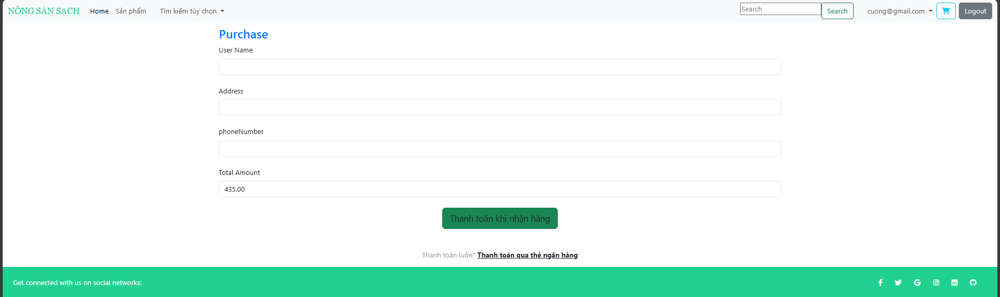 NÔNG SẢN SẠCH Home Sản phẩm Tìm kiếm tùy chọn Search Search cuong@gmail.com Logout
Purchase
User Name
Address
phoneNumber
Total Amount
435.00
Thanh toán khi nhận hàng
Thanh toán luôn? Thanh toán qua thẻ ngân hàng
Get connected with us on social networks: